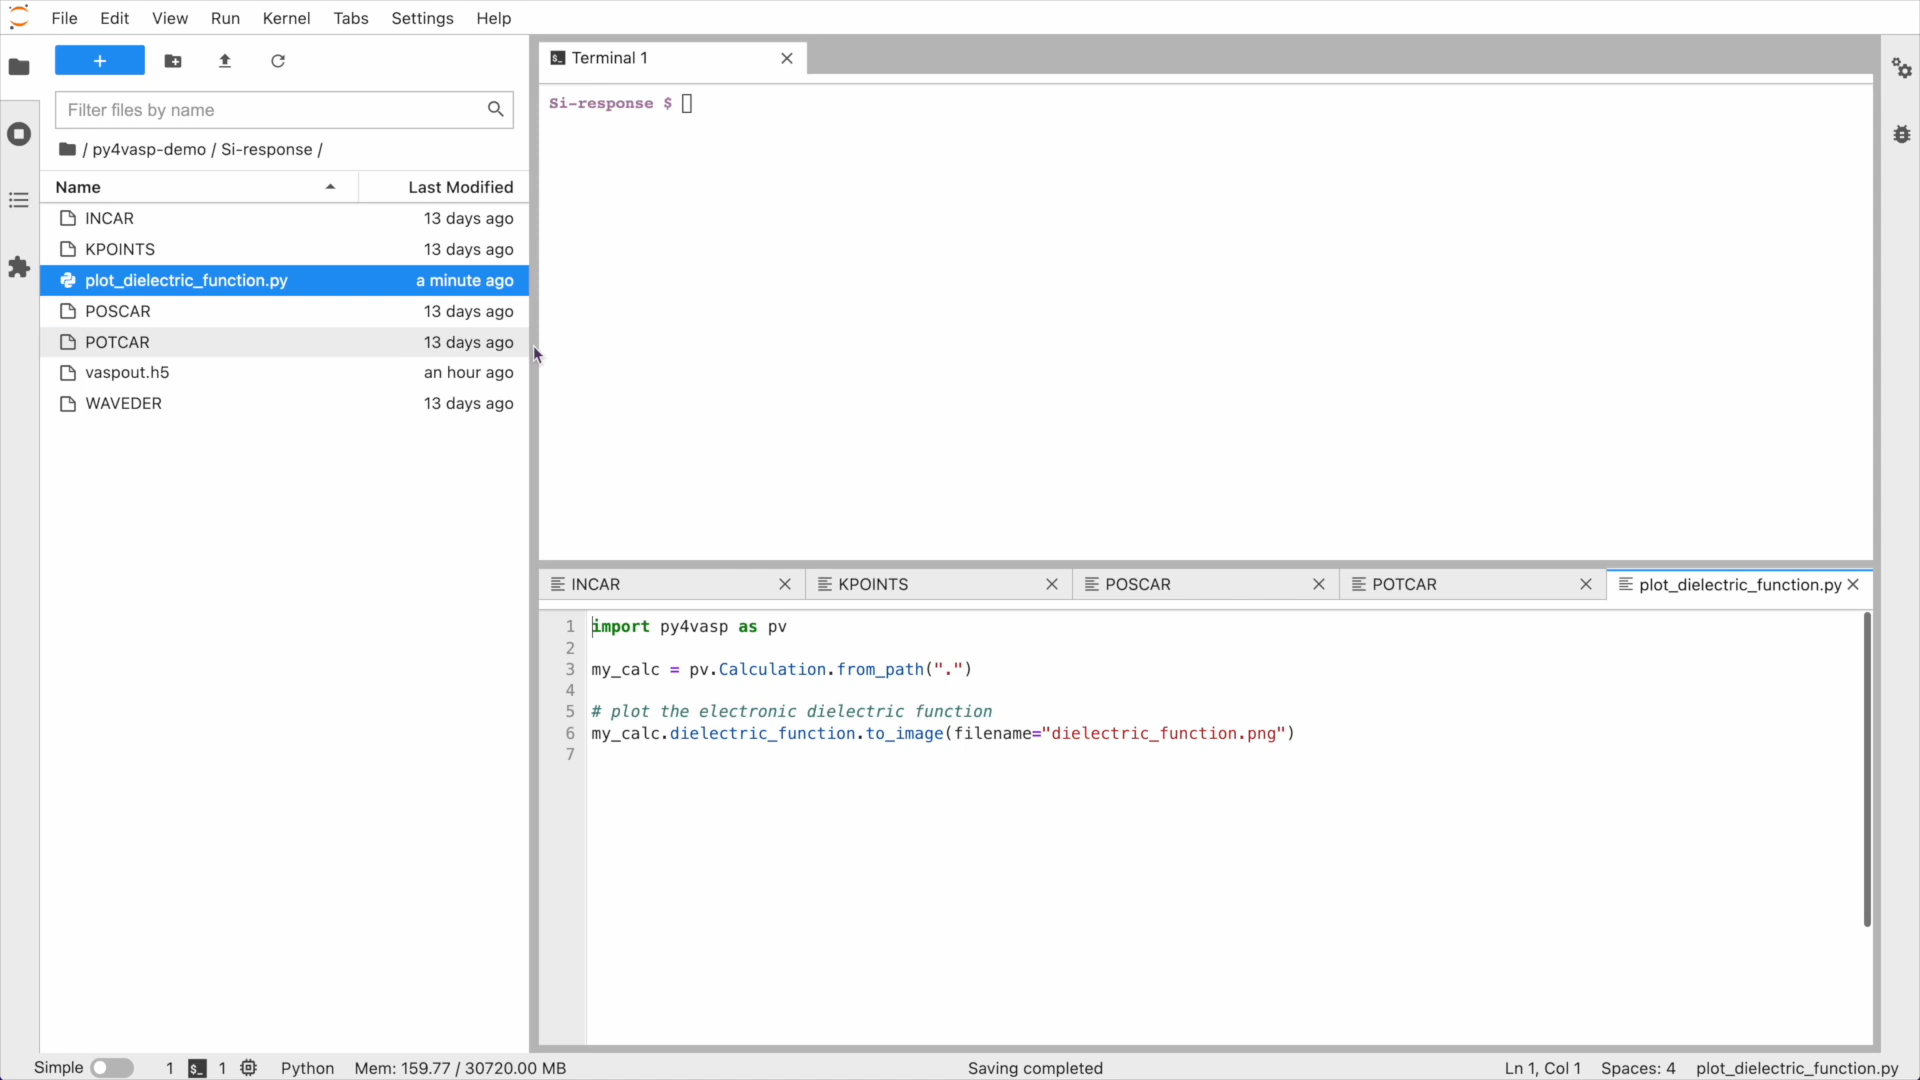 File Edit View Run Kernel Tabs Settings Help
+
Filter files by name
/ py4vasp-demo / Si-response /
Name Last Modified
INCAR 13 days ago
KPOINTS 13 days ago
plot_dielectric_function.py a minute ago
POSCAR 13 days ago
POTCAR 13 days ago
vaspout.h5 an hour ago
WAVEDER 13 days ago
Terminal 1
Si-response $
INCAR KPOINTS POSCAR POTCAR plot_dielectric_function.py
1 import py4vasp as pv
2
3 my_calc = pv.Calculation.from_path(".")
4
5 # plot the electronic dielectric function
6 my_calc.dielectric_function.to_image(filename="dielectric_function.png")
7
Simple 1 $_ 1 Python Mem: 159.77 / 30720.00 MB Saving completed Ln 1, Col 1 Spaces: 4 plot_dielectric_function.py